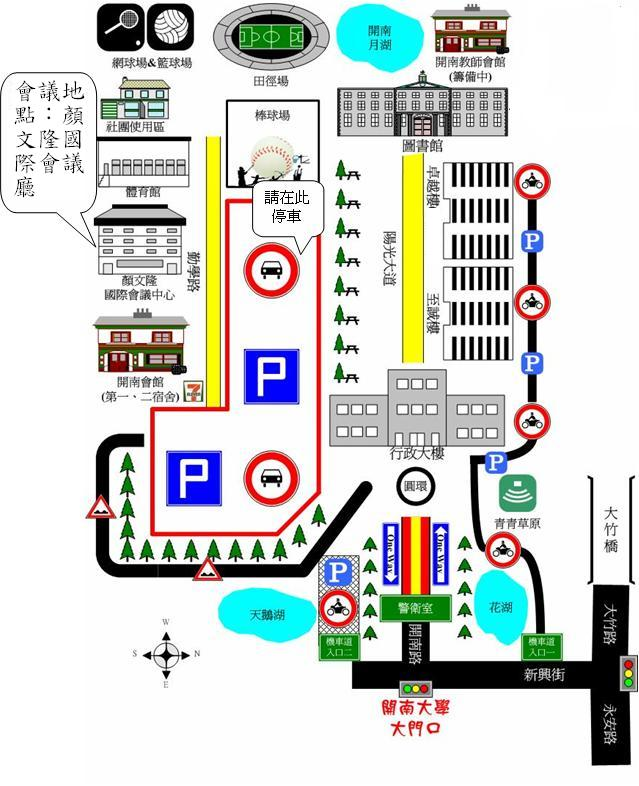 網球場&籃球場
田徑場
開南
月湖
開南教師會館
(籌備中)
會議地
點：顏
文隆國
際會議
廳
社團使用區
棒球場
圖書館
體育館
請在此
停車
卓越樓
勤學路
陽光大道
顏文隆
國際會議中心
至誠樓
P
P
P
開南會館
(第一、二宿舍)
7
ELEVEN
行政大樓
P
P
圓環
青青草原
大竹橋
One Way
One Way
P
天鵝湖
警衛室
花湖
大竹路
機車道
入口二
開南路
機車道
入口一
新興街
W
S
N
E
開南大學
大門口
永安路